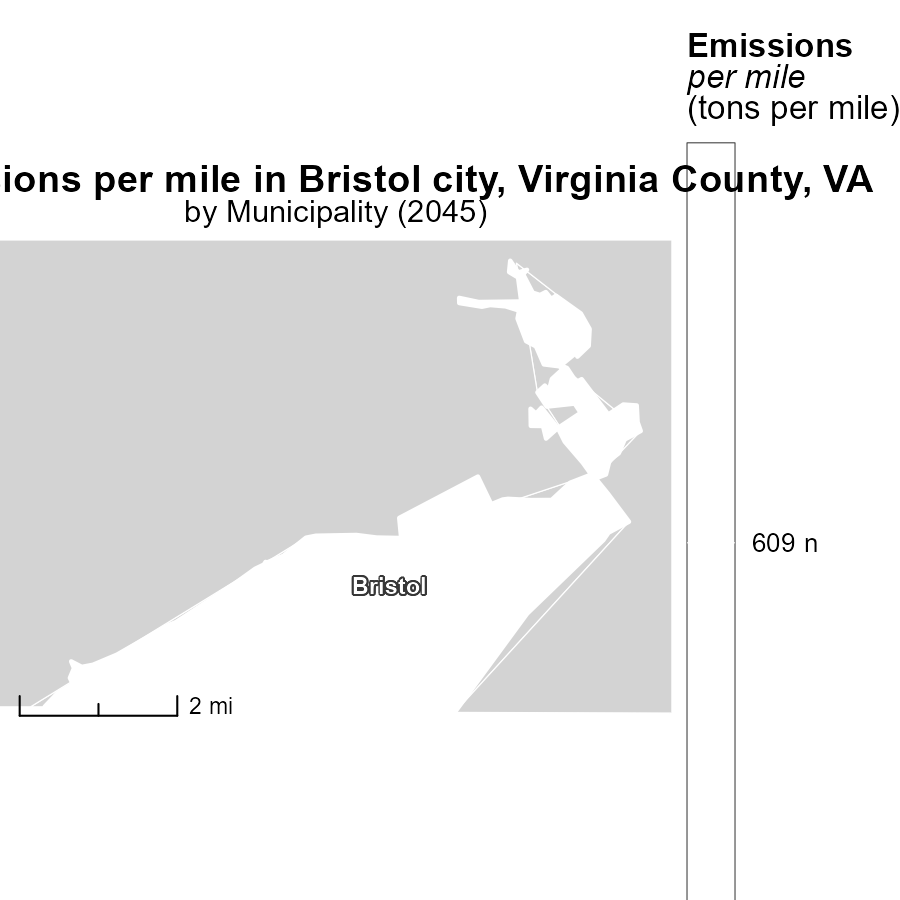 Emissions
per mile
(tons per mile)
ions per mile in Bristol city, Virginia County, VA
by Municipality (2045)
609 n
Bristol
2 mi